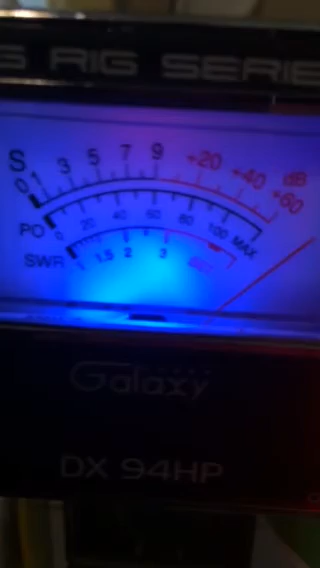 G RIG SERIE
S 0 1 3 5 7 9 +20 +40 +60 dB
PO 0 20 40 60 80 100 MAX
SWR 1 1.5 2 3
Galaxy
DX 94HP